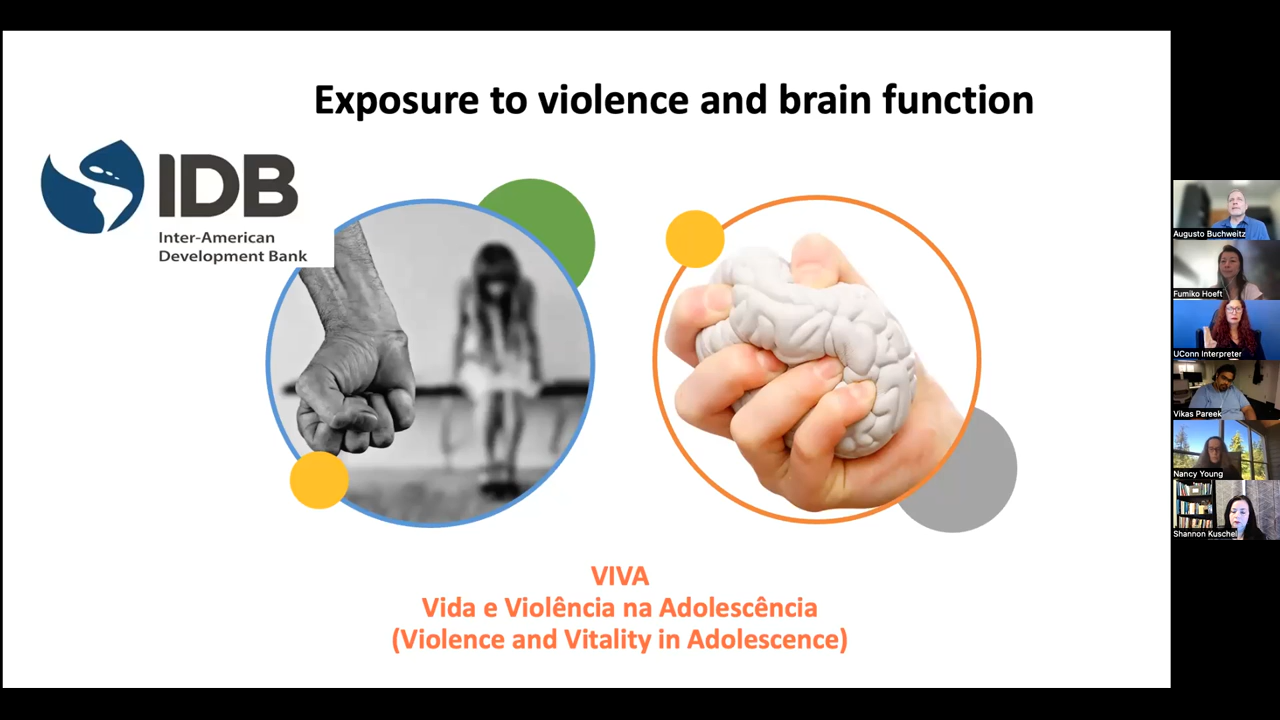 Exposure to violence and brain function
IDB
Inter-American
Development Bank
VIVA
Vida e Violência na Adolescência
(Violence and Vitality in Adolescence)
Augusto Buchweitz
Fumiko Hoeft
UConn Interpreter
Vikas Pareek
Nancy Young
Shannon Kuschel